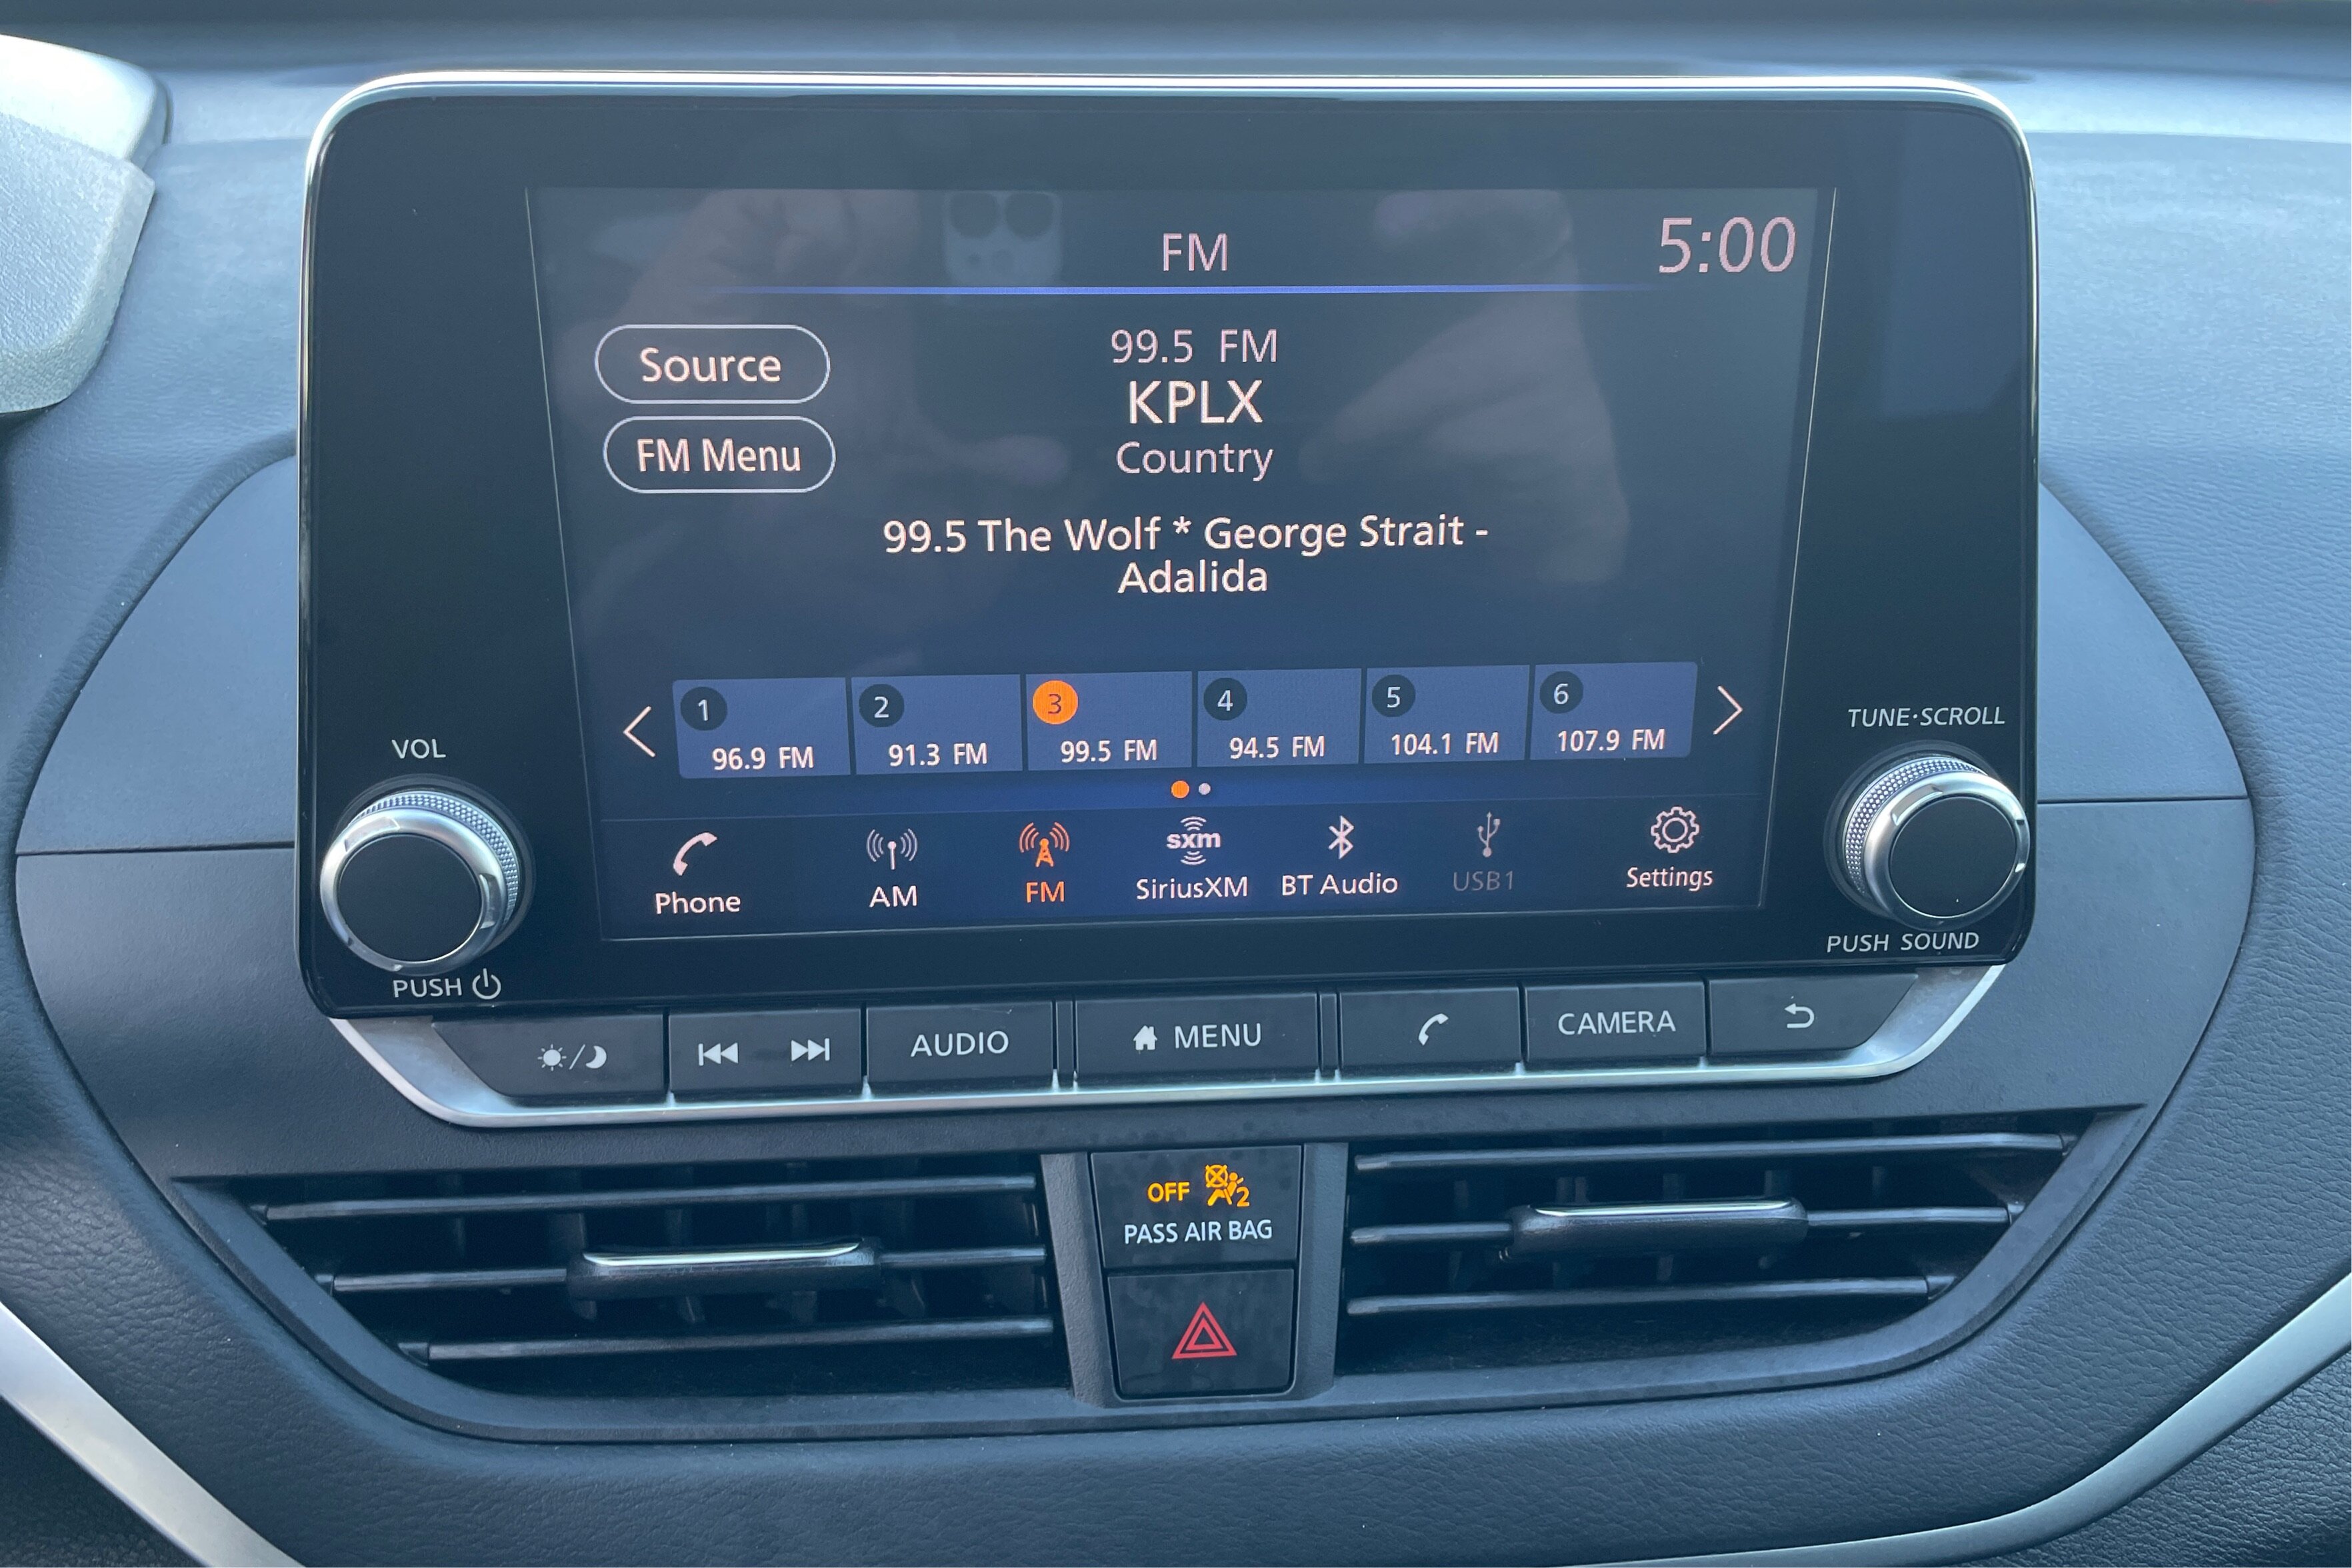 FM
5:00
Source
99.5 FM
KPLX
FM Menu
Country
99.5 The Wolf * George Strait -
Adalida
1
2
3
4
5
6
96.9 FM
91.3 FM
99.5 FM
94.5 FM
104.1 FM
107.9 FM
VOL
TUNE·SCROLL
Phone
AM
FM
sxm
SiriusXM
BT Audio
USB1
Settings
PUSH
PUSH SOUND
AUDIO
MENU
CAMERA
OFF 2
PASS AIR BAG